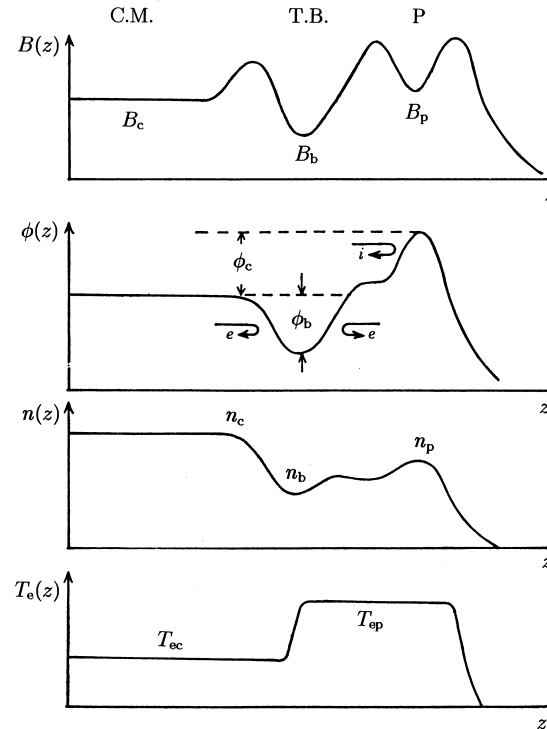 C.M. T.B. P
B(z)
B_c B_b B_p
ϕ(z)
ϕ_c i
ϕ_b
e e
z
n(z) n_c
n_b n_p
z
T_e(z)
T_ec T_ep
z